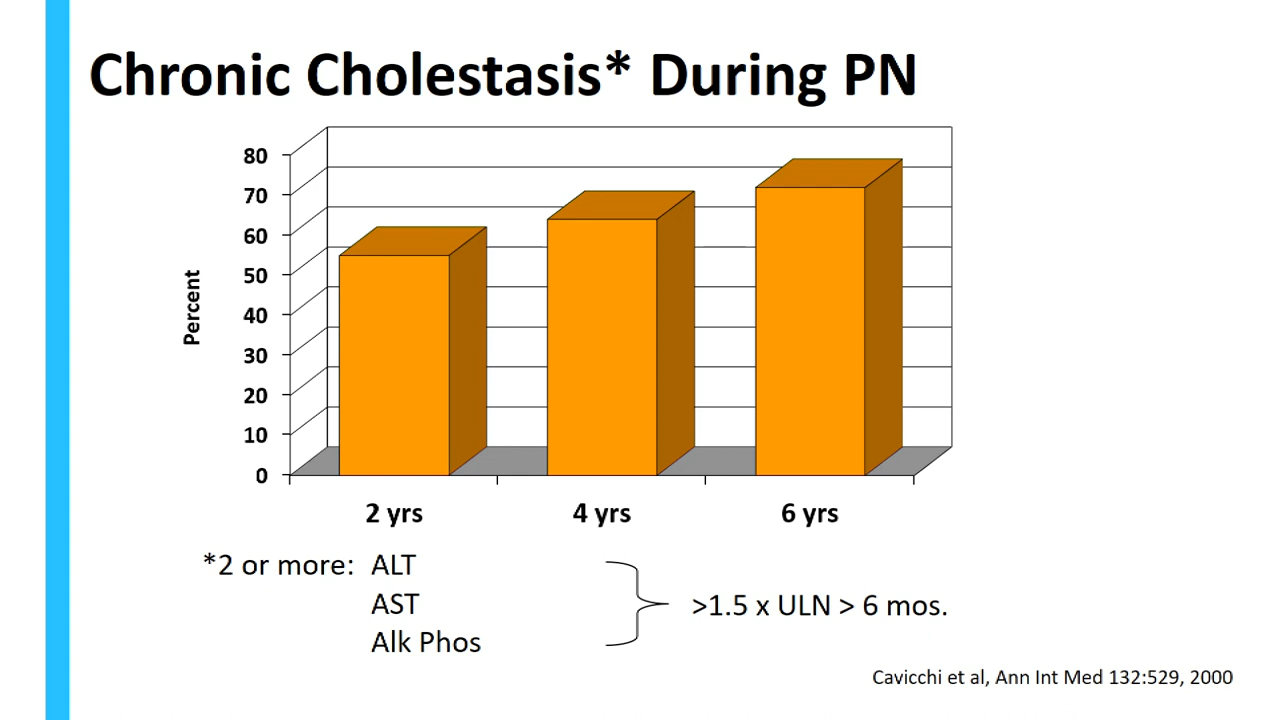 Chronic Cholestasis* During PN
80
70
60
50
40
30
20
10
0
Percent
2 yrs 4 yrs 6 yrs
*2 or more: ALT
AST
Alk Phos
>1.5 x ULN > 6 mos.
Cavicchi et al, Ann Int Med 132:529, 2000